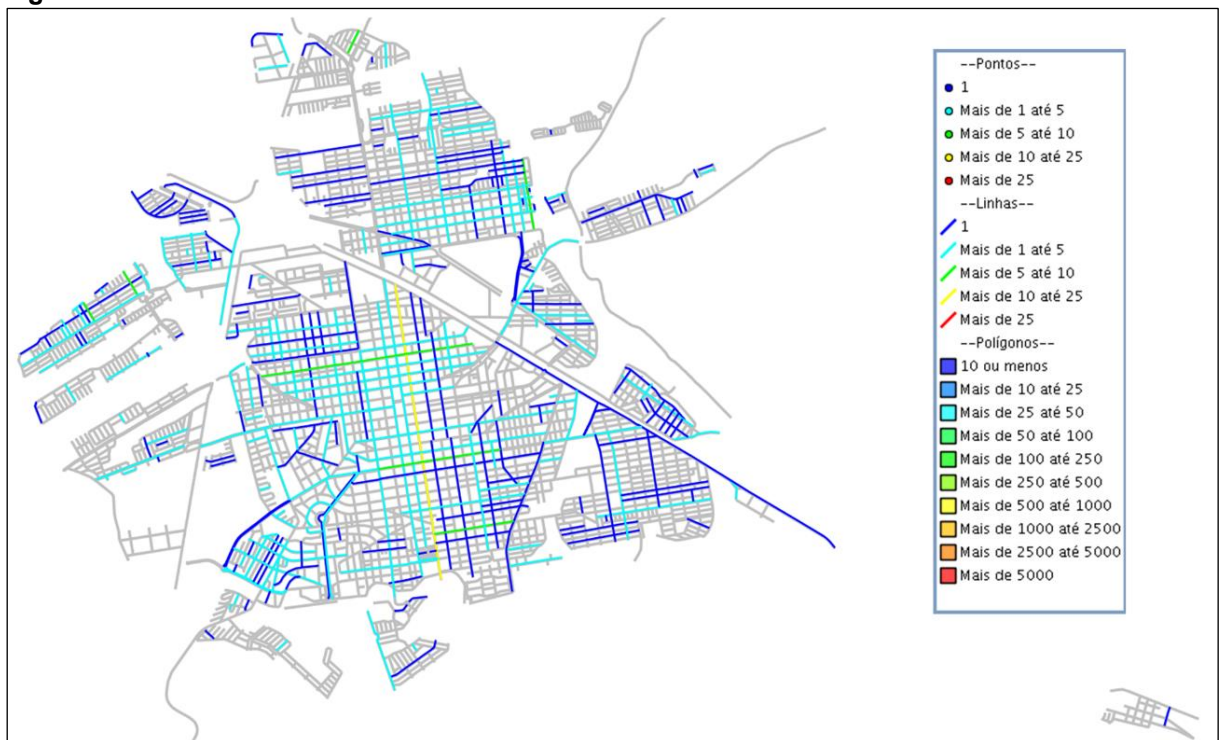 --Pontos--
1
Mais de 1 até 5
Mais de 5 até 10
Mais de 10 até 25
Mais de 25
--Linhas--
1
Mais de 1 até 5
Mais de 5 até 10
Mais de 10 até 25
Mais de 25
--Polígonos--
10 ou menos
Mais de 10 até 25
Mais de 25 até 50
Mais de 50 até 100
Mais de 100 até 250
Mais de 250 até 500
Mais de 500 até 1000
Mais de 1000 até 2500
Mais de 2500 até 5000
Mais de 5000